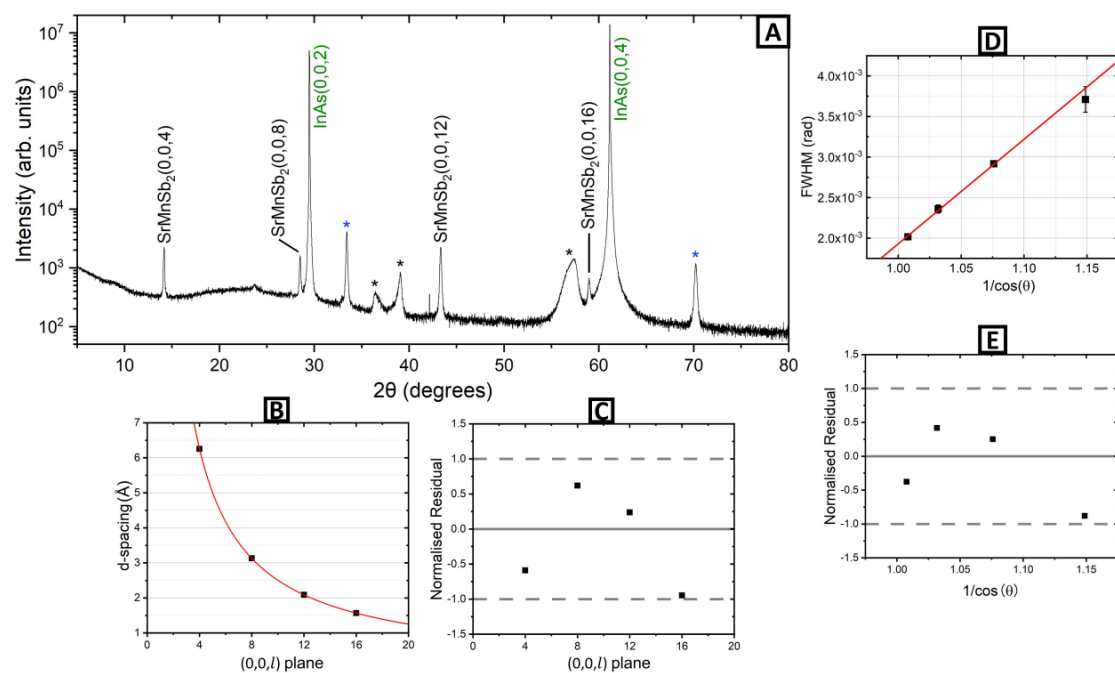 A
10⁷
10⁶
10⁵
10⁴
10³
10²
Intensity (arb. units)
SrMnSb₂(0,0,4)
SrMnSb₂(0,0,8)
InAs(0,0,2)
*
*
*
SrMnSb₂(0,0,12)
*
SrMnSb₂(0,0,16)
InAs(0,0,4)
*
10 20 30 40 50 60 70 80
2θ (degrees)
B
7
6
5
4
3
2
1
d-spacing(Å)
0 4 8 12 16 20
(0,0,l) plane
C
1.5
1.0
0.5
0.0
-0.5
-1.0
-1.5
Normalised Residual
0 4 8 12 16 20
(0,0,l) plane
D
4.0x10⁻³
3.5x10⁻³
3.0x10⁻³
2.5x10⁻³
2.0x10⁻³
FWHM (rad)
1.00 1.05 1.10 1.15
1/cos(θ)
E
1.5
1.0
0.5
0.0
-0.5
-1.0
-1.5
Normalised Residual
1.00 1.05 1.10 1.15
1/cos(θ)